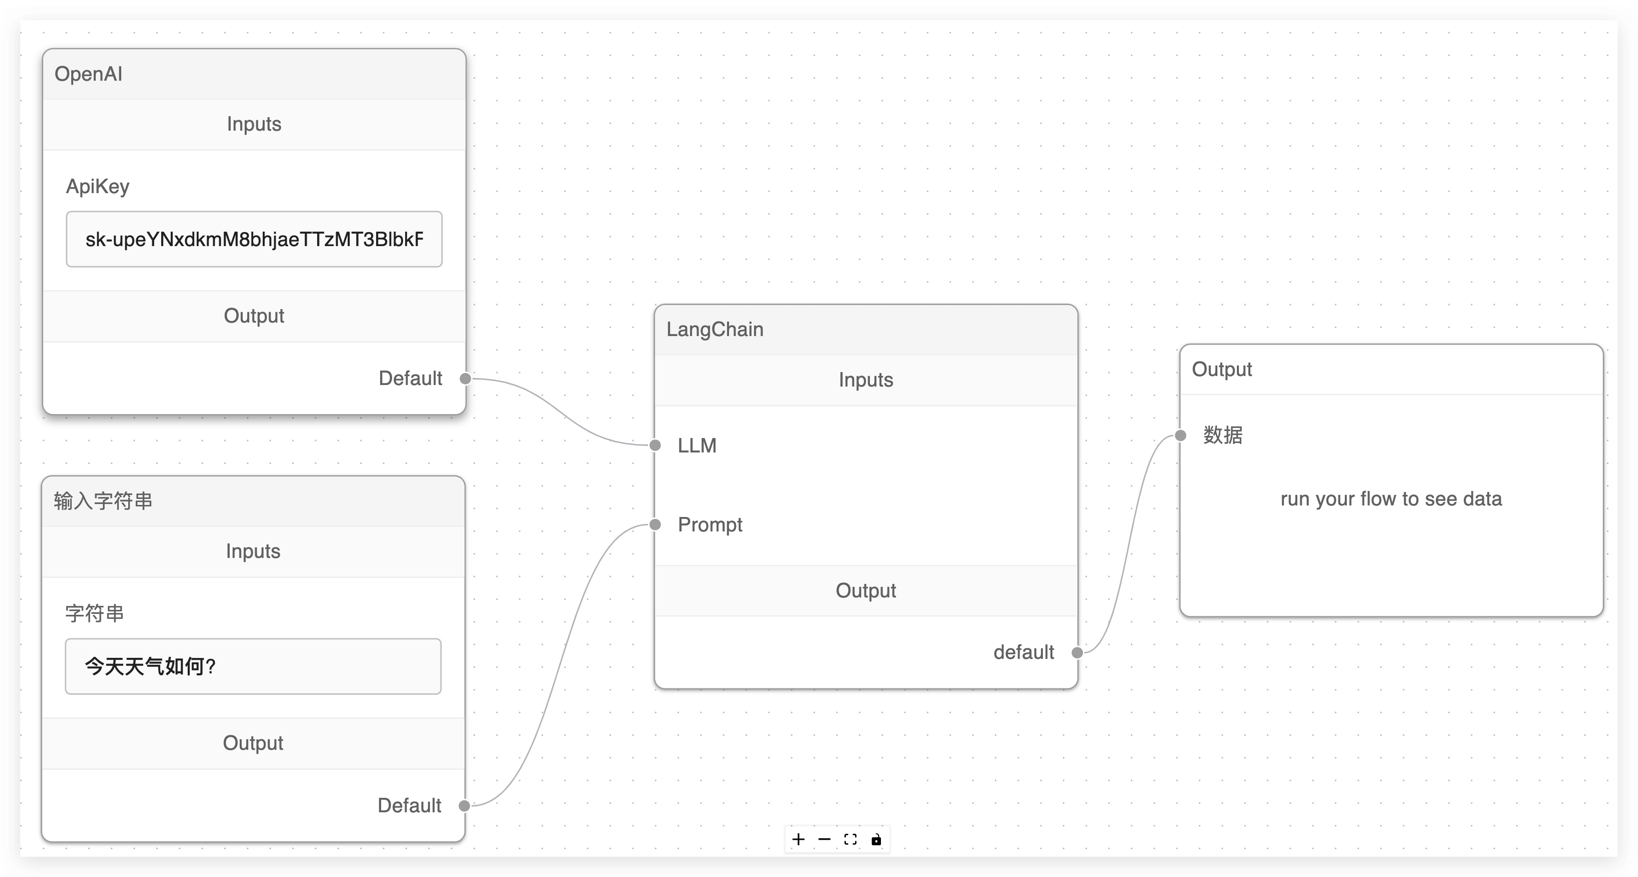 OpenAI
Inputs
ApiKey
sk-upeYNxdkmM8bhjaeTTzMT3BlbkF
Output
Default
输入字符串
Inputs
字符串
今天天气如何?
Output
Default
LangChain
Inputs
LLM
Prompt
Output
default
Output
数据
run your flow to see data